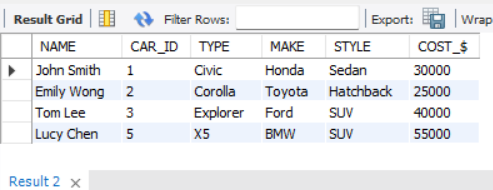 Result Grid Filter Rows: Export: Wrap
NAME CAR_ID TYPE MAKE STYLE COST_$
John Smith 1 Civic Honda Sedan 30000
Emily Wong 2 Corolla Toyota Hatchback 25000
Tom Lee 3 Explorer Ford SUV 40000
Lucy Chen 5 X5 BMW SUV 55000
Result 2 ×